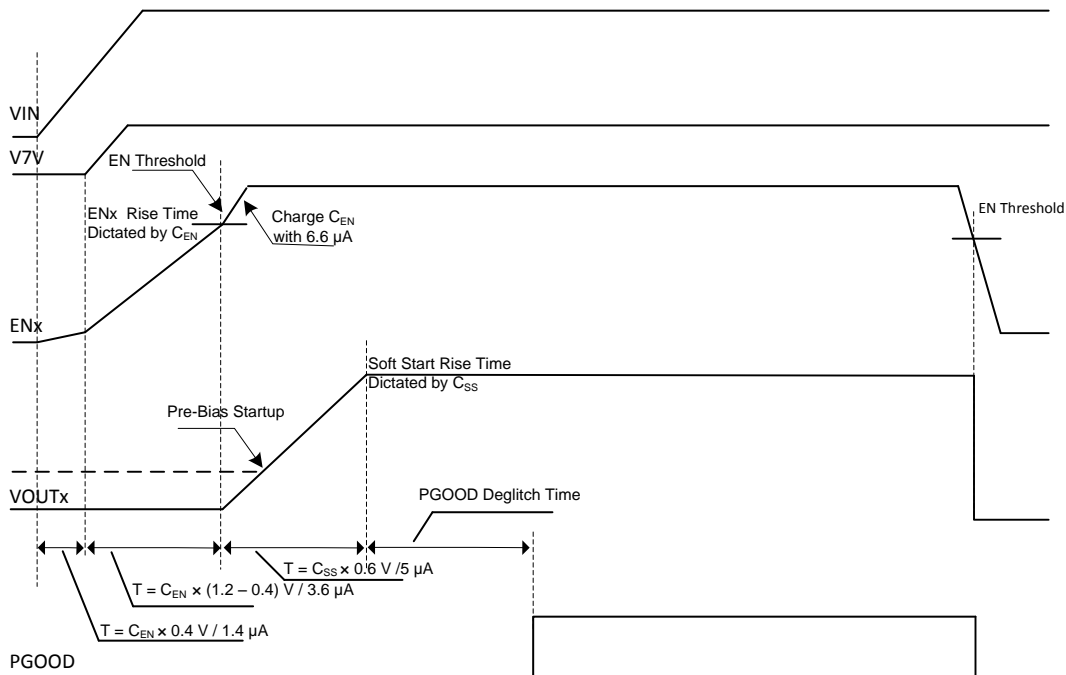 VIN
V7V
EN Threshold
ENx Rise Time
Dictated by CEN
Charge CEN
with 6.6 µA
EN Threshold
ENx
Soft Start Rise Time
Dictated by CSS
Pre-Bias Startup
VOUTx
PGOOD Deglitch Time
T = CSS × 0.6 V /5 µA
T = CEN × (1.2 – 0.4) V / 3.6 µA
T = CEN × 0.4 V / 1.4 µA
PGOOD